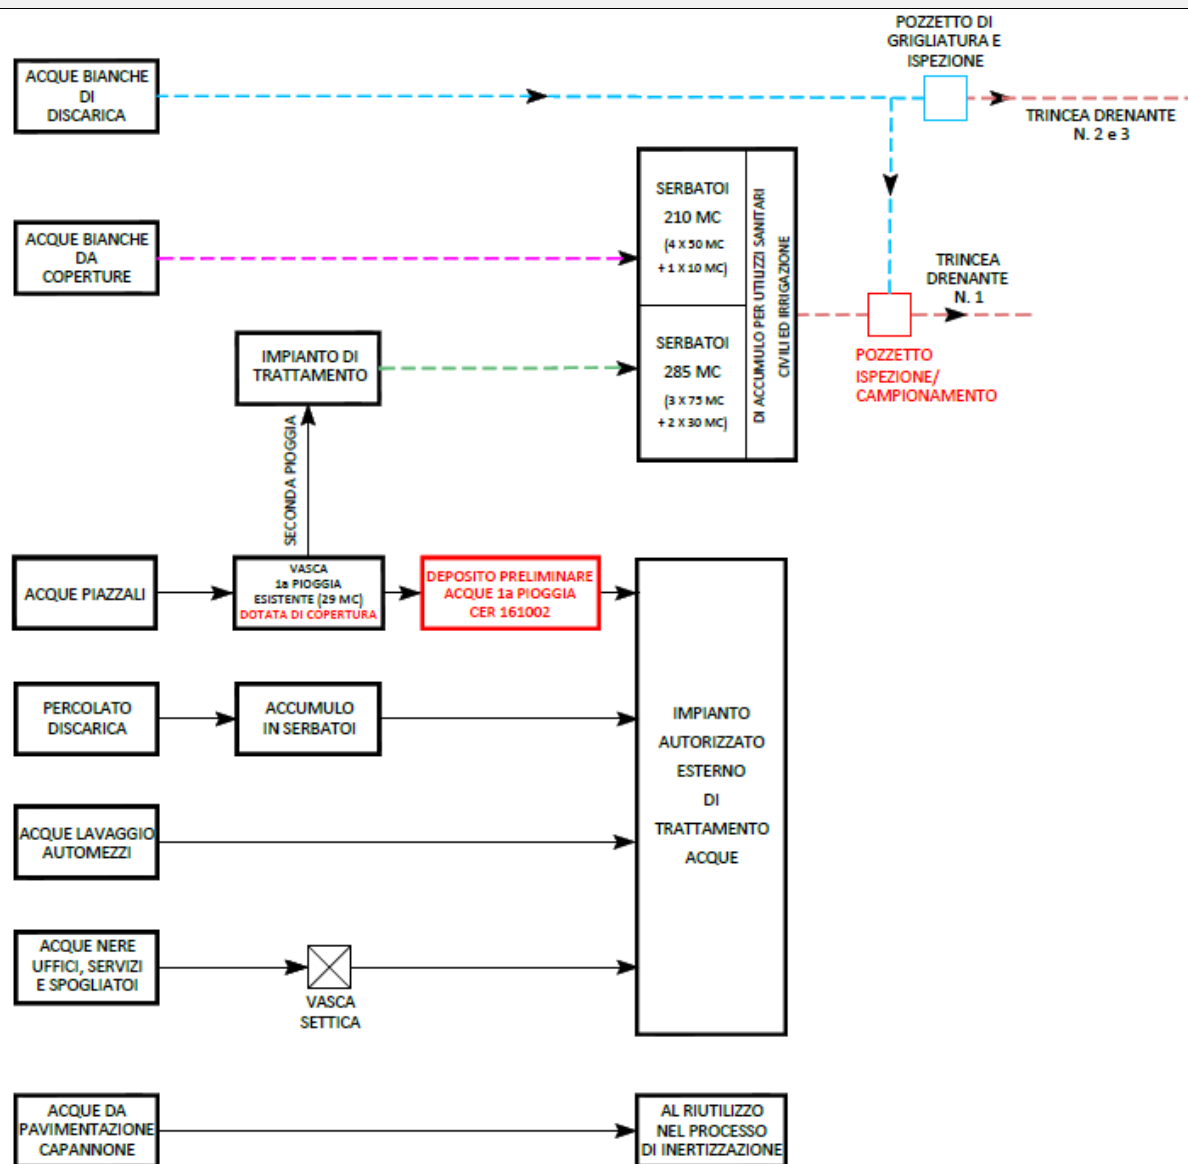 POZZETTO DI
GRIGLIATURA E
ISPEZIONE
ACQUE BIANCHE
DI
DISCARICA
TRINCEA DRENANTE
N. 2 e 3
ACQUE BIANCHE
DA
COPERTURE
SERBATOI
210 MC
(4 X 50 MC
+ 1 X 10 MC)
SERBATOI
285 MC
(3 X 75 MC
+ 2 X 30 MC)
DI ACCUMULO PER UTILIZZI SANITARI
CIVILI ED IRRIGAZIONE
TRINCEA
DRENANTE
N. 1
POZZETTO
ISPEZIONE/
CAMPIONAMENTO
IMPIANTO DI
TRATTAMENTO
SECONDA PIOGGIA
ACQUE PIAZZALI
VASCA
1a PIOGGIA
ESISTENTE (29 MC)
DOTATA DI COPERTURA
DEPOSITO PRELIMINARE
ACQUE 1a PIOGGIA
CER 161002
PERCOLATO
DISCARICA
ACCUMULO
IN SERBATOI
IMPIANTO
AUTORIZZATO
ESTERNO
DI
TRATTAMENTO
ACQUE
ACQUE LAVAGGIO
AUTOMEZZI
ACQUE NERE
UFFICI, SERVIZI
E SPOGLIATOI
VASCA
SETTICA
ACQUE DA
PAVIMENTAZIONE
CAPANNONE
AL RIUTILIZZO
NEL PROCESSO
DI INERTIZZAZIONE